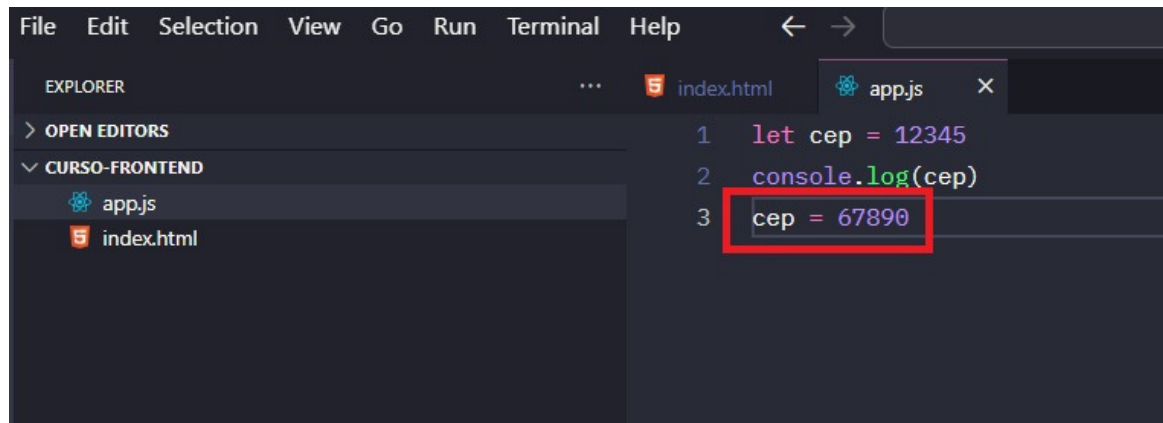 File Edit Selection View Go Run Terminal Help
EXPLORER
OPEN EDITORS
CURSO-FRONTEND
app.js
index.html
index.html app.js
1 let cep = 12345
2 console.log(cep)
3 cep = 67890